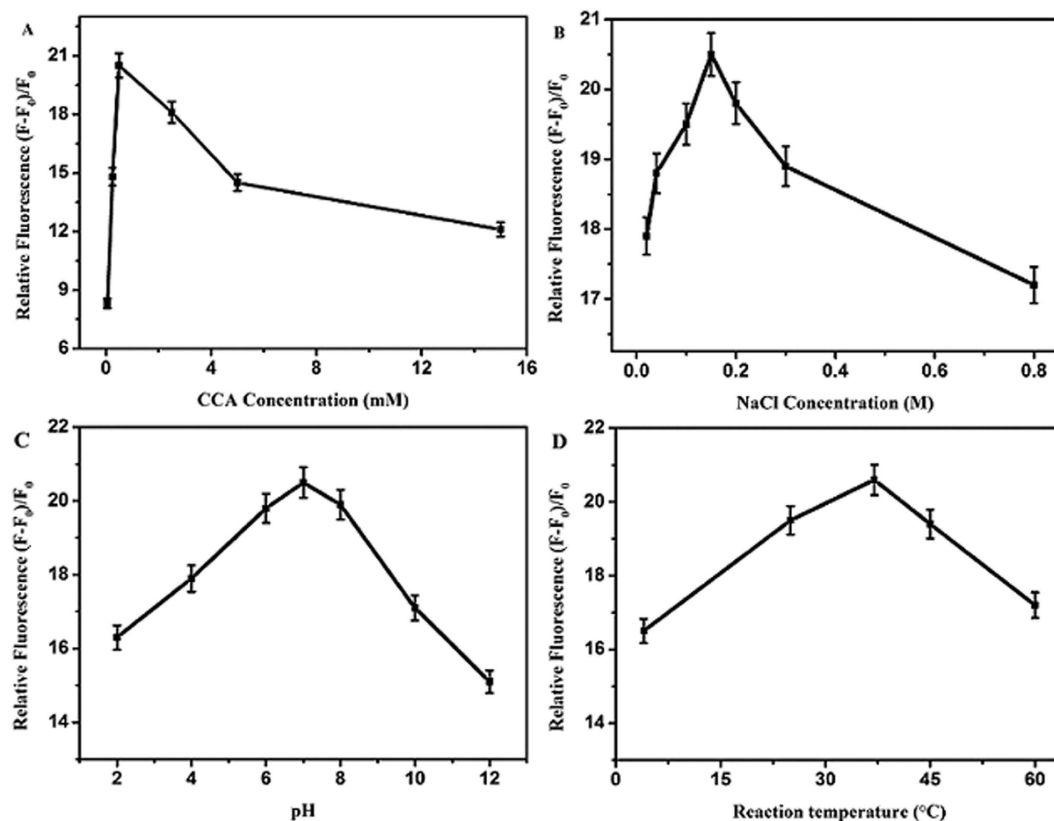 A
Relative Fluorescence (F-F₀)/F₀
21
18
15
12
9
6
0 4 8 12 16
CCA Concentration (mM)
B
Relative Fluorescence (F-F₀)/F₀
21
20
19
18
17
0.0 0.2 0.4 0.6 0.8
NaCl Concentration (M)
C
Relative Fluorescence (F-F₀)/F₀
22
20
18
16
14
2 4 6 8 10 12
pH
D
Relative Fluorescence (F-F₀)/F₀
22
20
18
16
14
0 15 30 45 60
Reaction temperature (°C)